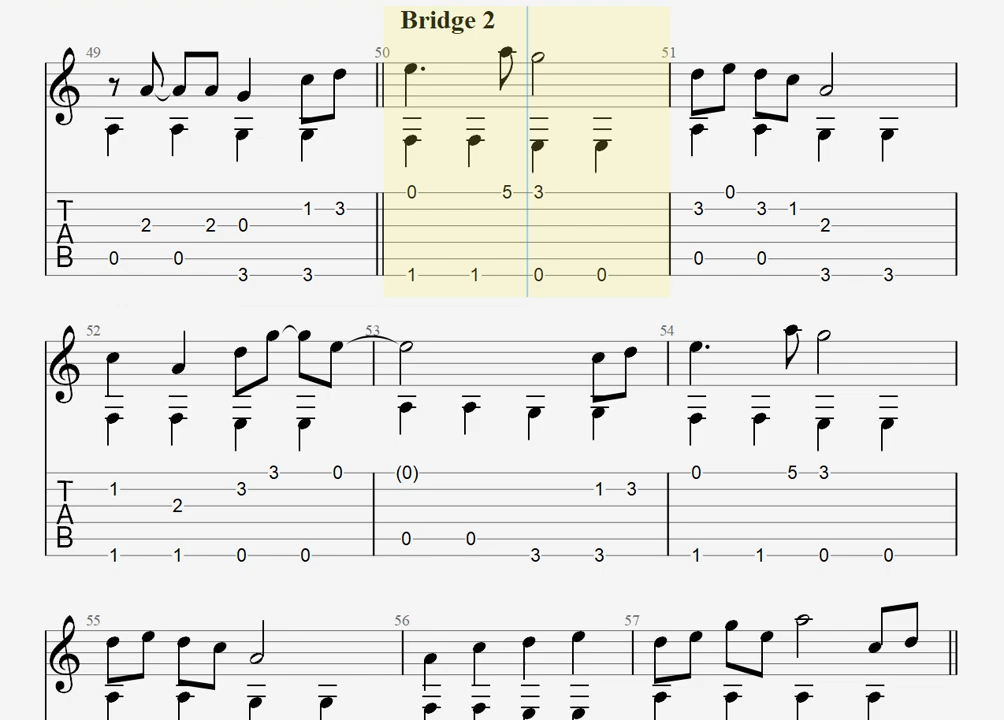 Bridge 2
49 50 51
0 5 3 0
1 3 3 3 1
2 2 0 2
0 0 0 0
3 3 1 1 0 0 3 3
52 53 54
3 0 (0) 0 5 3
1 3 1 3
2
0 0
1 1 0 0 3 3 1 1 0 0
55 56 57